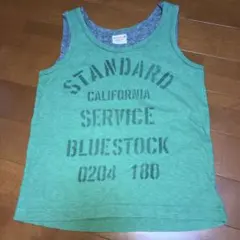 STANDARD
CALIFORNIA
SERVICE
BLUESTOCK
0204 180